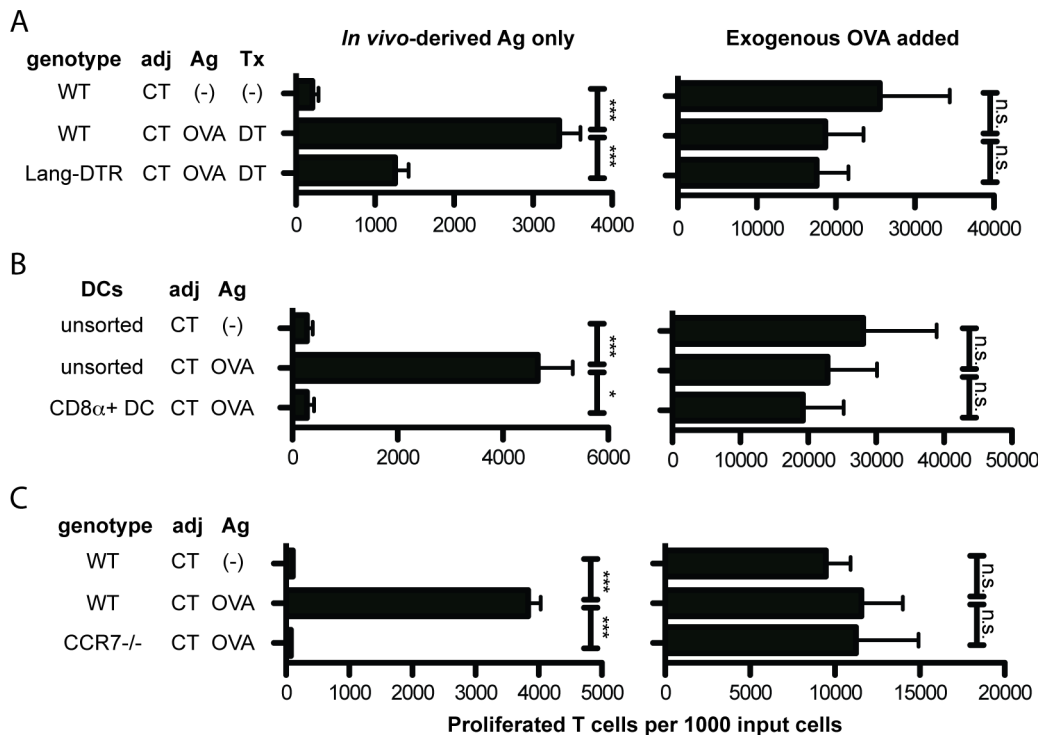 A
In vivo-derived Ag only Exogenous OVA added
genotype adj Ag Tx
WT CT (-) (-)
WT CT OVA DT
Lang-DTR CT OVA DT
*** *** n.s. n.s.
0 1000 2000 3000 4000 0 10000 20000 30000 40000
B
DCs adj Ag
unsorted CT (-)
unsorted CT OVA
CD8α+ DC CT OVA
*** * n.s. n.s.
0 2000 4000 6000 0 10000 20000 30000 40000 50000
C
genotype adj Ag
WT CT (-)
WT CT OVA
CCR7-/- CT OVA
*** *** n.s. n.s.
0 1000 2000 3000 4000 5000 0 5000 10000 15000 20000
Proliferated T cells per 1000 input cells